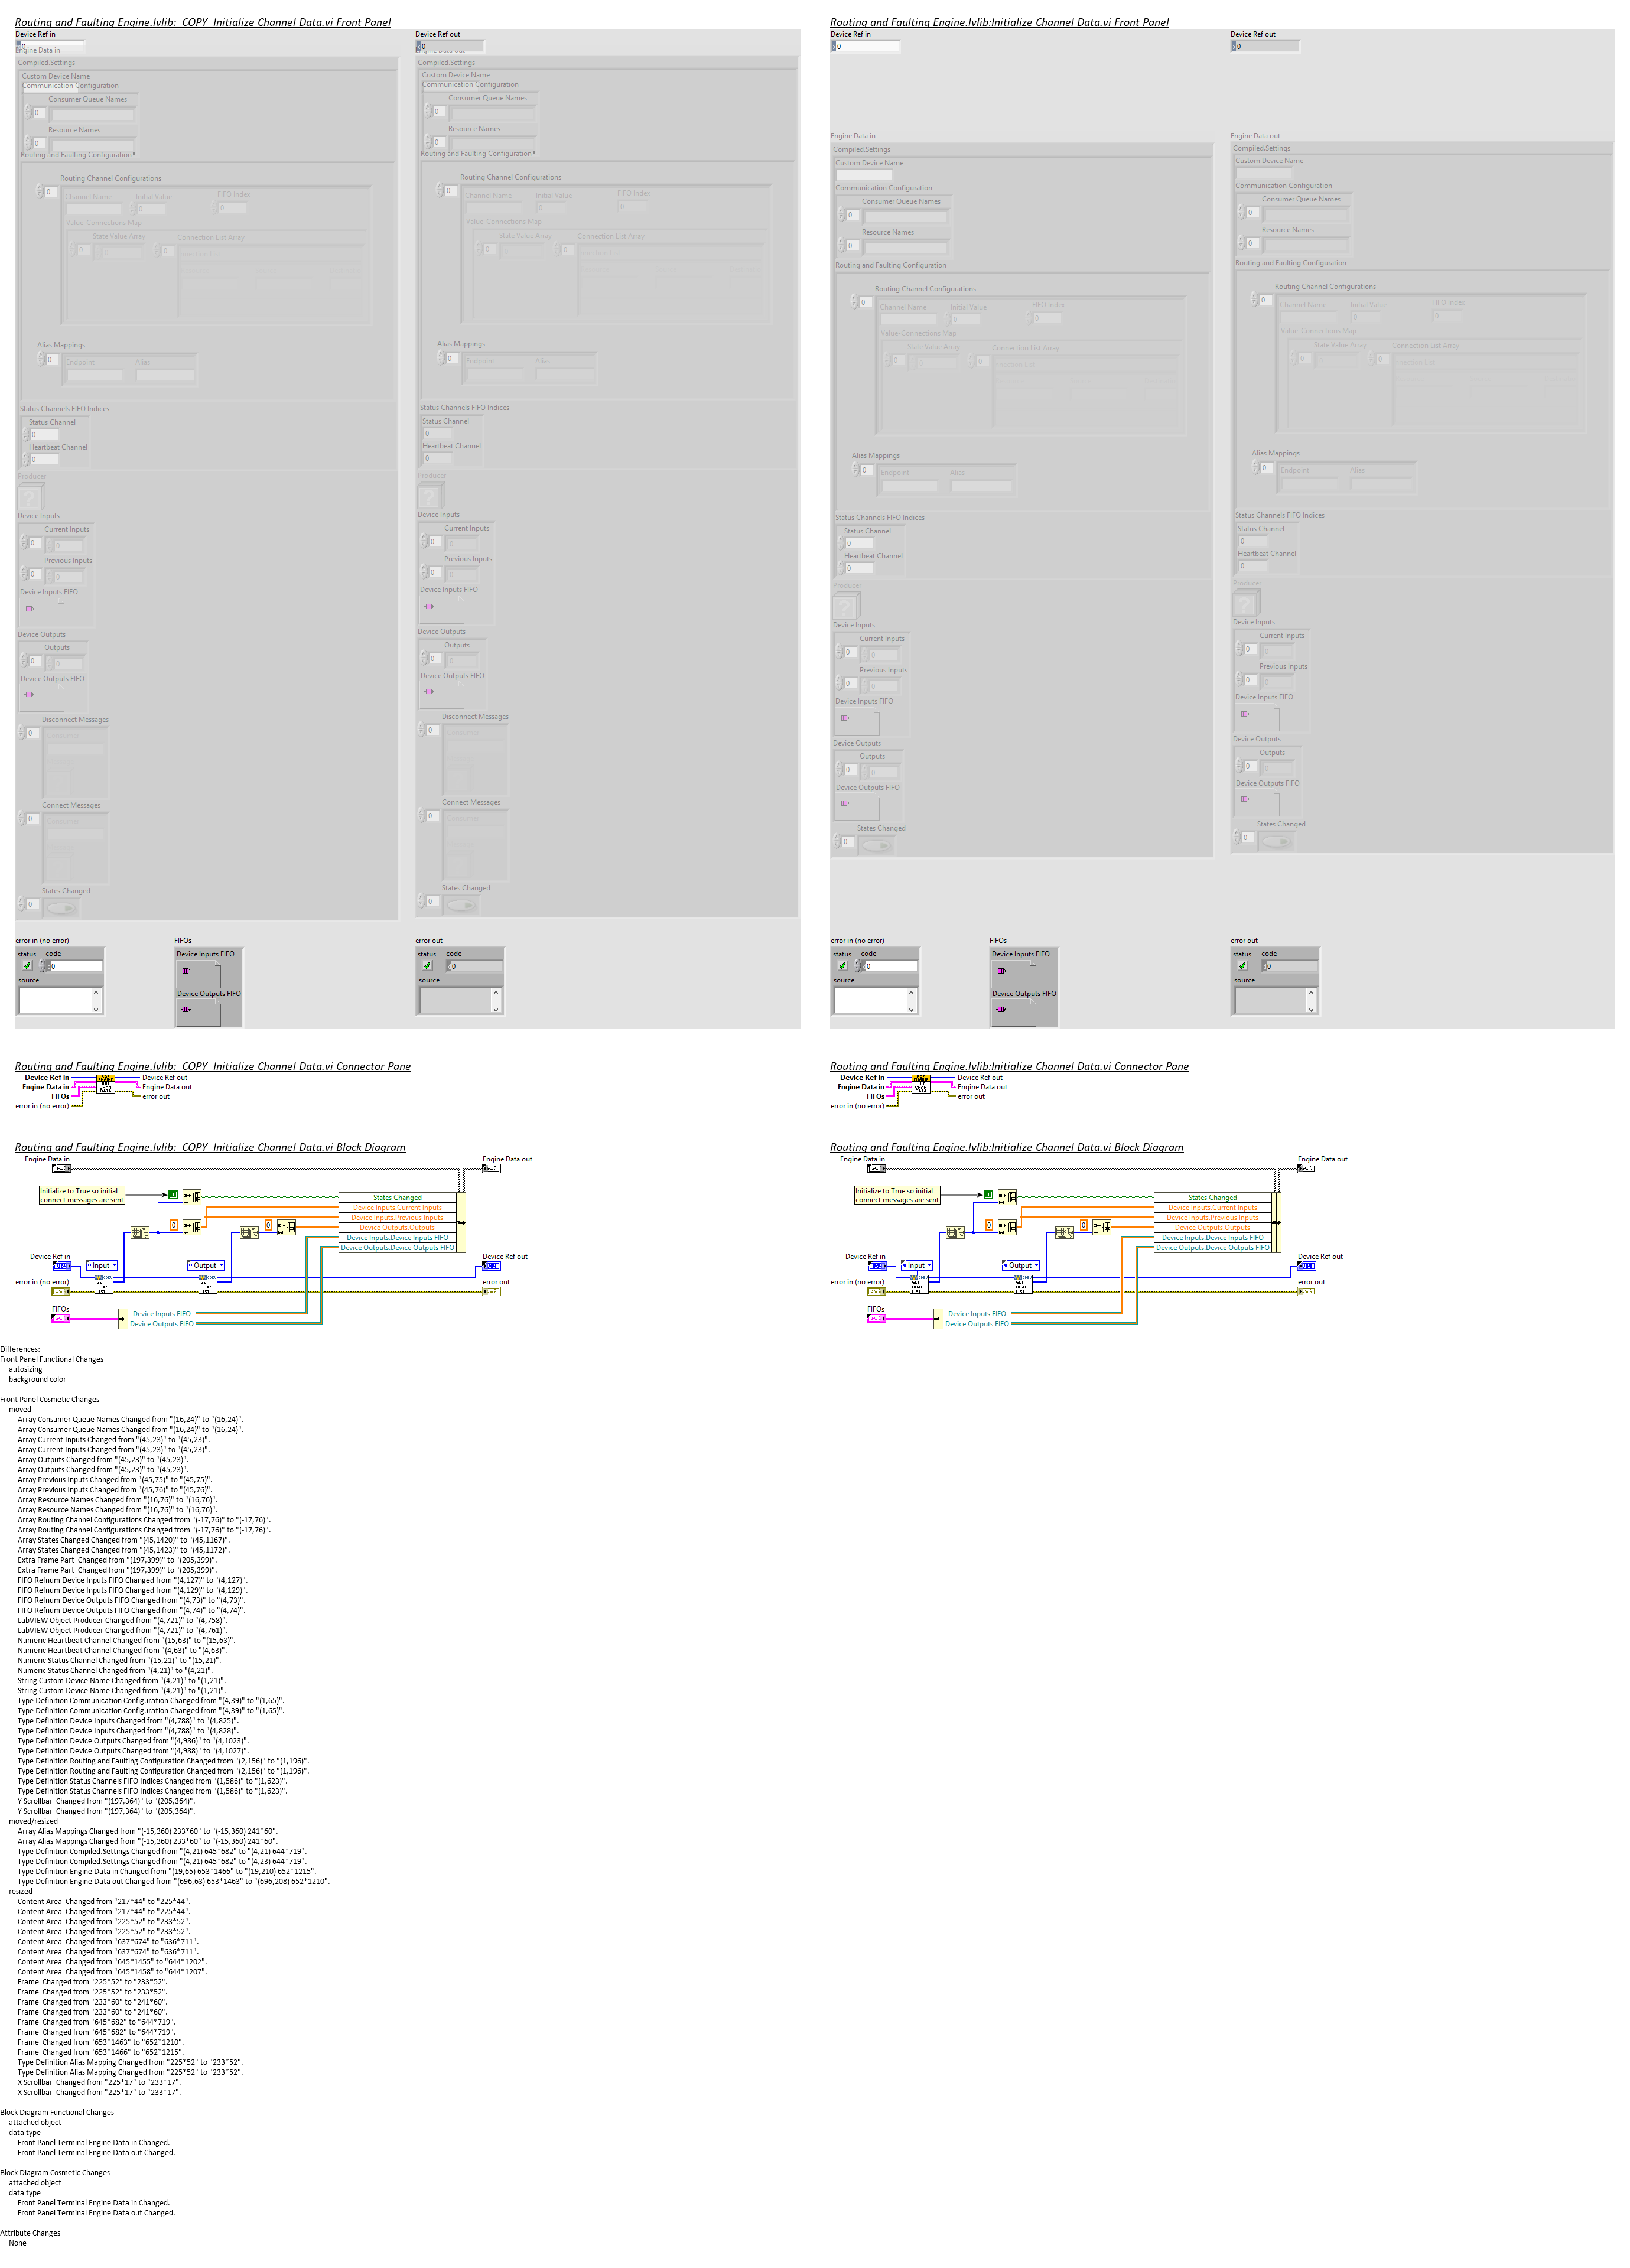 Routing and Faulting Engine.lvlib:  COPY  Initialize Channel Data.vi Front Panel
Device Ref in
0
Engine Data in
Compiled.Settings
Custom Device Name
Communication Configuration
Consumer Queue Names
0
Resource Names
0
Routing and Faulting Configuration
Routing Channel Configurations
0
Channel Name Initial Value FIFO Index
0 0
Value-Connections Map
State Value Array Connection List Array
0 0 0
Alias Mappings
0 Endpoint Alias
Status Channels FIFO Indices
Status Channel
0
Heartbeat Channel
0
Producer
Device Inputs
Current Inputs
0 0
Previous Inputs
0 0
Device Inputs FIFO
Device Outputs
Outputs
0 0
Device Outputs FIFO
Disconnect Messages
0
Connect Messages
0
States Changed
0
error in (no error)
status code
0
source
FIFOs
Device Inputs FIFO
Device Outputs FIFO
Device Ref out
0
Compiled.Settings
Custom Device Name
Communication Configuration
Consumer Queue Names
0
Resource Names
0
Routing and Faulting Configuration
Routing Channel Configurations
0
Channel Name Initial Value FIFO Index
0 0
Value-Connections Map
State Value Array Connection List Array
0 0 0
Alias Mappings
0 Endpoint Alias
Status Channels FIFO Indices
Status Channel
0
Heartbeat Channel
0
Producer
Device Inputs
Current Inputs
0 0
Previous Inputs
0 0
Device Inputs FIFO
Device Outputs
Outputs
0 0
Device Outputs FIFO
Disconnect Messages
0
Connect Messages
0
States Changed
0
error out
status code
0
source
Routing and Faulting Engine.lvlib:Initialize Channel Data.vi Front Panel
Device Ref in
0
Engine Data in
Compiled.Settings
Custom Device Name
Communication Configuration
Consumer Queue Names
0
Resource Names
0
Routing and Faulting Configuration
Routing Channel Configurations
0
Channel Name Initial Value FIFO Index
0 0
Value-Connections Map
State Value Array Connection List Array
0 0 0
Alias Mappings
0 Endpoint Alias
Status Channels FIFO Indices
Status Channel
0
Heartbeat Channel
0
Producer
Device Inputs
Current Inputs
0 0
Previous Inputs
0 0
Device Inputs FIFO
Device Outputs
Outputs
0 0
Device Outputs FIFO
States Changed
0
error in (no error)
status code
0
source
FIFOs
Device Inputs FIFO
Device Outputs FIFO
Device Ref out
0
Engine Data out
Compiled.Settings
Custom Device Name
Communication Configuration
Consumer Queue Names
0
Resource Names
0
Routing and Faulting Configuration
Routing Channel Configurations
0
Channel Name Initial Value FIFO Index
0 0
Value-Connections Map
State Value Array Connection List Array
0 0 0
Alias Mappings
0 Endpoint Alias
Status Channels FIFO Indices
Status Channel
0
Heartbeat Channel
0
Producer
Device Inputs
Current Inputs
0 0
Previous Inputs
0 0
Device Inputs FIFO
Device Outputs
Outputs
0 0
Device Outputs FIFO
States Changed
0
error out
status code
0
source
Routing and Faulting Engine.lvlib:  COPY  Initialize Channel Data.vi Connector Pane
Device Ref in Device Ref out
Engine Data in Engine Data out
FIFOs error out
error in (no error)
Routing and Faulting Engine.lvlib:Initialize Channel Data.vi Connector Pane
Device Ref in Device Ref out
Engine Data in Engine Data out
FIFOs error out
error in (no error)
Routing and Faulting Engine.lvlib:  COPY  Initialize Channel Data.vi Block Diagram
Engine Data in Engine Data out
Initialize to True so initial
connect messages are sent
States Changed
Device Inputs.Current Inputs
Device Inputs.Previous Inputs
Device Outputs.Outputs
Device Inputs.Device Inputs FIFO
Device Outputs.Device Outputs FIFO
0 0
Device Ref in Input Output Device Ref out
GET CHAN LIST GET CHAN LIST
error in (no error) error out
FIFOs
Device Inputs FIFO
Device Outputs FIFO
Routing and Faulting Engine.lvlib:Initialize Channel Data.vi Block Diagram
Engine Data in Engine Data out
Initialize to True so initial
connect messages are sent
States Changed
Device Inputs.Current Inputs
Device Inputs.Previous Inputs
Device Outputs.Outputs
Device Inputs.Device Inputs FIFO
Device Outputs.Device Outputs FIFO
0 0
Device Ref in Input Output Device Ref out
GET CHAN LIST GET CHAN LIST
error in (no error) error out
FIFOs
Device Inputs FIFO
Device Outputs FIFO
Differences:
Front Panel Functional Changes
autosizing
background color
Front Panel Cosmetic Changes
moved
Array Consumer Queue Names Changed from "(16,24)" to "(16,24)".
Array Consumer Queue Names Changed from "(16,24)" to "(16,24)".
Array Current Inputs Changed from "(45,23)" to "(45,23)".
Array Current Inputs Changed from "(45,23)" to "(45,23)".
Array Outputs Changed from "(45,23)" to "(45,23)".
Array Outputs Changed from "(45,23)" to "(45,23)".
Array Previous Inputs Changed from "(45,75)" to "(45,75)".
Array Previous Inputs Changed from "(45,76)" to "(45,76)".
Array Resource Names Changed from "(16,76)" to "(16,76)".
Array Resource Names Changed from "(16,76)" to "(16,76)".
Array Routing Channel Configurations Changed from "(-17,76)" to "(-17,76)".
Array Routing Channel Configurations Changed from "(-17,76)" to "(-17,76)".
Array States Changed Changed from "(45,1420)" to "(45,1167)".
Array States Changed Changed from "(45,1423)" to "(45,1172)".
Extra Frame Part  Changed from "(197,399)" to "(205,399)".
Extra Frame Part  Changed from "(197,399)" to "(205,399)".
FIFO Refnum Device Inputs FIFO Changed from "(4,127)" to "(4,127)".
FIFO Refnum Device Inputs FIFO Changed from "(4,129)" to "(4,129)".
FIFO Refnum Device Outputs FIFO Changed from "(4,73)" to "(4,73)".
FIFO Refnum Device Outputs FIFO Changed from "(4,74)" to "(4,74)".
LabVIEW Object Producer Changed from "(4,721)" to "(4,758)".
LabVIEW Object Producer Changed from "(4,721)" to "(4,761)".
Numeric Heartbeat Channel Changed from "(15,63)" to "(15,63)".
Numeric Heartbeat Channel Changed from "(4,63)" to "(4,63)".
Numeric Status Channel Changed from "(15,21)" to "(15,21)".
Numeric Status Channel Changed from "(4,21)" to "(4,21)".
String Custom Device Name Changed from "(4,21)" to "(1,21)".
String Custom Device Name Changed from "(4,21)" to "(1,21)".
Type Definition Communication Configuration Changed from "(4,39)" to "(1,65)".
Type Definition Communication Configuration Changed from "(4,39)" to "(1,65)".
Type Definition Device Inputs Changed from "(4,788)" to "(4,825)".
Type Definition Device Inputs Changed from "(4,788)" to "(4,828)".
Type Definition Device Outputs Changed from "(4,986)" to "(4,1023)".
Type Definition Device Outputs Changed from "(4,988)" to "(4,1027)".
Type Definition Routing and Faulting Configuration Changed from "(2,156)" to "(1,196)".
Type Definition Routing and Faulting Configuration Changed from "(2,156)" to "(1,196)".
Type Definition Status Channels FIFO Indices Changed from "(1,586)" to "(1,623)".
Type Definition Status Channels FIFO Indices Changed from "(1,586)" to "(1,623)".
Y Scrollbar  Changed from "(197,364)" to "(205,364)".
Y Scrollbar  Changed from "(197,364)" to "(205,364)".
moved/resized
Array Alias Mappings Changed from "(-15,360) 233*60" to "(-15,360) 241*60".
Array Alias Mappings Changed from "(-15,360) 233*60" to "(-15,360) 241*60".
Type Definition Compiled.Settings Changed from "(4,21) 645*682" to "(4,21) 644*719".
Type Definition Compiled.Settings Changed from "(4,21) 645*682" to "(4,23) 644*719".
Type Definition Engine Data in Changed from "(19,65) 653*1466" to "(19,210) 652*1215".
Type Definition Engine Data out Changed from "(696,63) 653*1463" to "(696,208) 652*1210".
resized
Content Area  Changed from "217*44" to "225*44".
Content Area  Changed from "217*44" to "225*44".
Content Area  Changed from "225*52" to "233*52".
Content Area  Changed from "225*52" to "233*52".
Content Area  Changed from "637*674" to "636*711".
Content Area  Changed from "637*674" to "636*711".
Content Area  Changed from "645*1455" to "644*1202".
Content Area  Changed from "645*1458" to "644*1207".
Frame  Changed from "225*52" to "233*52".
Frame  Changed from "225*52" to "233*52".
Frame  Changed from "233*60" to "241*60".
Frame  Changed from "233*60" to "241*60".
Frame  Changed from "645*682" to "644*719".
Frame  Changed from "645*682" to "644*719".
Frame  Changed from "653*1463" to "652*1210".
Frame  Changed from "653*1466" to "652*1215".
Type Definition Alias Mapping Changed from "225*52" to "233*52".
Type Definition Alias Mapping Changed from "225*52" to "233*52".
X Scrollbar  Changed from "225*17" to "233*17".
X Scrollbar  Changed from "225*17" to "233*17".
Block Diagram Functional Changes
attached object
data type
Front Panel Terminal Engine Data in Changed.
Front Panel Terminal Engine Data out Changed.
Block Diagram Cosmetic Changes
attached object
data type
Front Panel Terminal Engine Data in Changed.
Front Panel Terminal Engine Data out Changed.
Attribute Changes
None